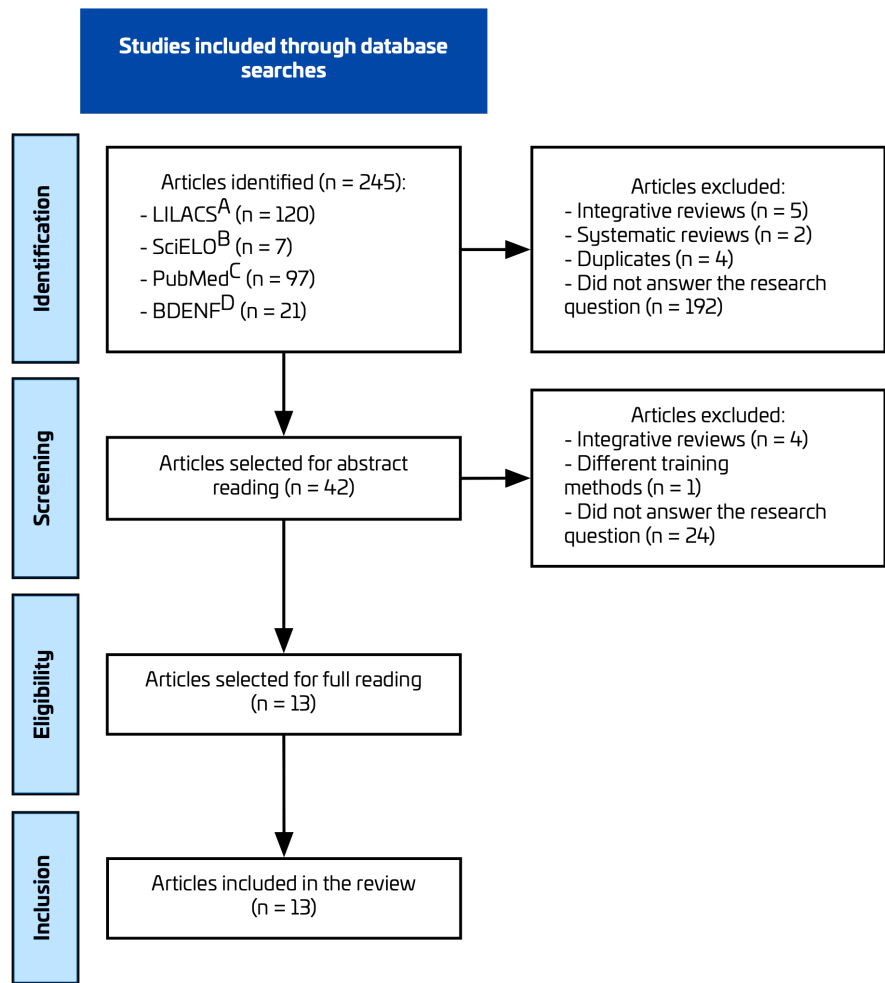 Studies included through database
searches
Identification
Articles identified (n = 245):
- LILACSA (n = 120)
- SciELOB (n = 7)
- PubMedC (n = 97)
- BDENFD (n = 21)
Articles excluded:
- Integrative reviews (n = 5)
- Systematic reviews (n = 2)
- Duplicates (n = 4)
- Did not answer the research
question (n = 192)
Screening
Articles selected for abstract
reading (n = 42)
Articles excluded:
- Integrative reviews (n = 4)
- Different training
methods (n = 1)
- Did not answer the research
question (n = 24)
Eligibility
Articles selected for full reading
(n = 13)
Inclusion
Articles included in the review
(n = 13)